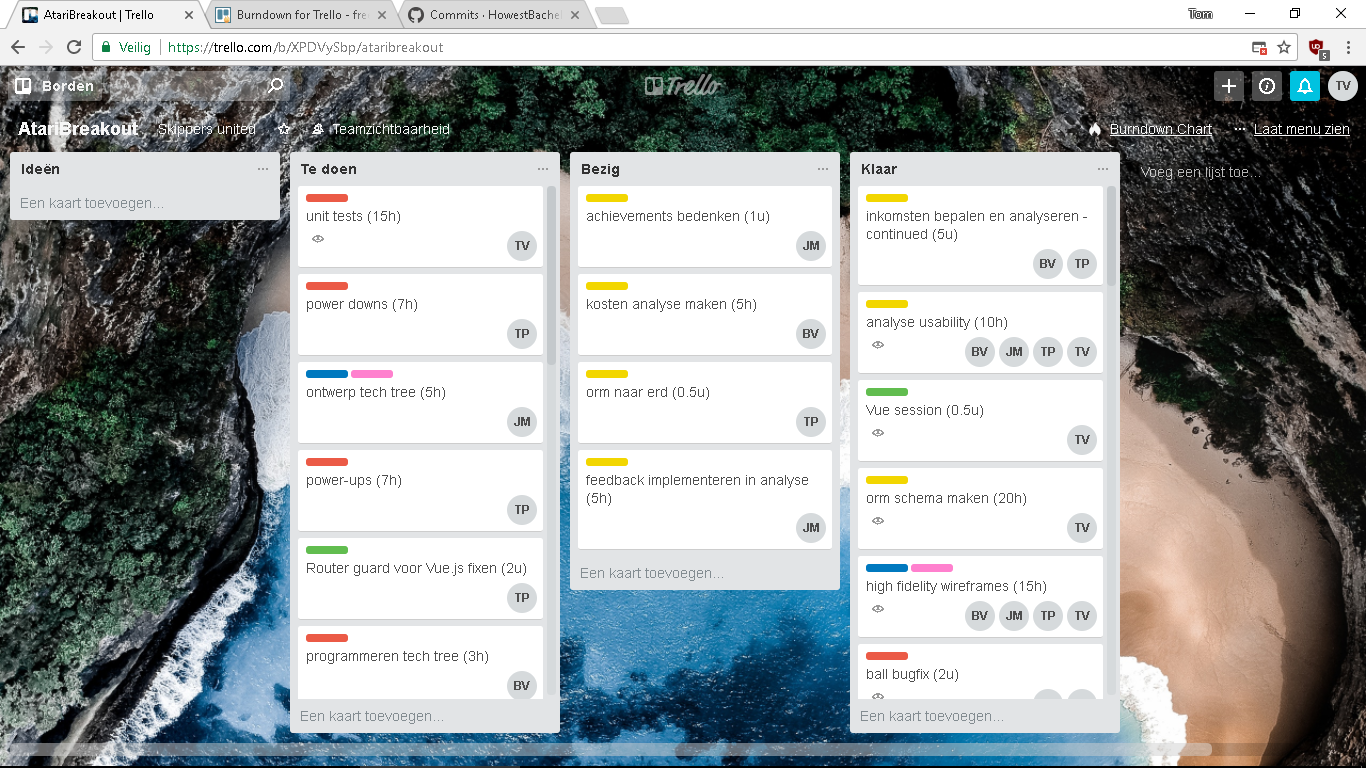 AtariBreakout | Trello
Burndown for Trello - fre
Commits · HowestBachel
Tom
Veilig
https://trello.com/b/XPDVySbp/ataribreakout
5
Borden
Trello
TV
AtariBreakout
Skippers united
Teamzichtbaarheid
Burndown Chart
... Laat menu zien
Ideën
Een kaart toevoegen...
Te doen
unit tests (15h)
TV
power downs (7h)
TP
ontwerp tech tree (5h)
JM
power-ups (7h)
TP
Router guard voor Vue.js fixen (2u)
TP
programmeren tech tree (3h)
BV
Een kaart toevoegen...
Bezig
achievements bedenken (1u)
JM
kosten analyse maken (5h)
BV
orm naar erd (0.5u)
TP
feedback implementeren in analyse
(5h)
JM
Een kaart toevoegen...
Klaar
inkomsten bepalen en analyseren -
continued (5u)
BV TP
analyse usability (10h)
BV JM TP TV
Vue session (0.5u)
TV
orm schema maken (20h)
TV
high fidelity wireframes (15h)
BV JM TP TV
ball bugfix (2u)
Een kaart toevoegen...
Voeg een lijst toe...